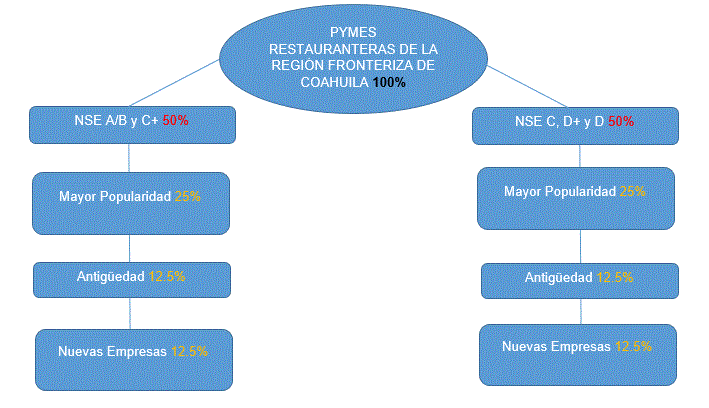 PYMES
RESTAURANTERAS DE LA
REGIÓN FRONTERIZA DE
COAHUILA 100%
NSE A/B y C+ 50%
Mayor Popularidad 25%
Antigüedad 12.5%
Nuevas Empresas 12.5%
NSE C, D+ y D 50%
Mayor Popularidad 25%
Antigüedad 12.5%
Nuevas Empresas 12.5%